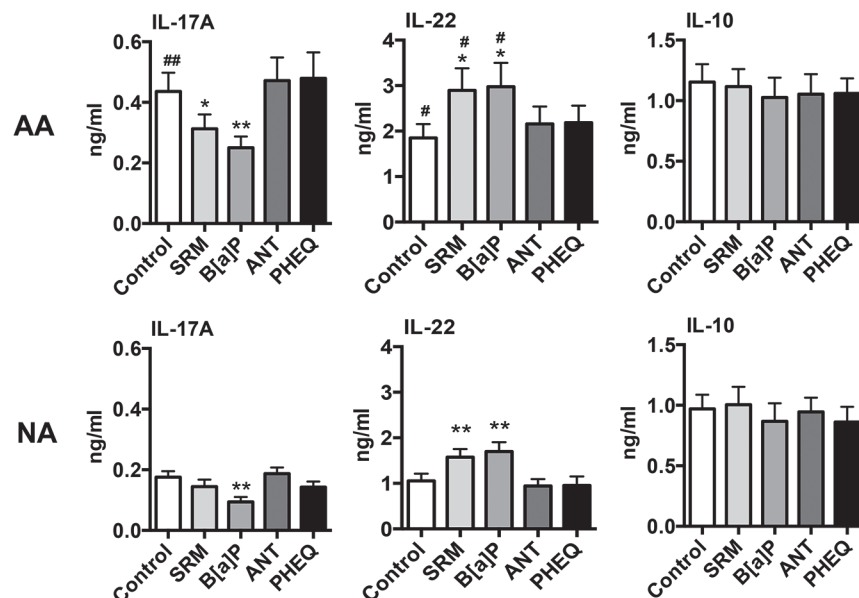 IL-17A
IL-22
IL-10
AA
ng/ml
0.6
0.4
0.2
0.0
##
*
**
Control
SRM
B[a]P
ANT
PHEQ
ng/ml
4
3
2
1
0
#
#
*
#
*
Control
SRM
B[a]P
ANT
PHEQ
ng/ml
1.5
1.0
0.5
0.0
Control
SRM
B[a]P
ANT
PHEQ
IL-17A
IL-22
IL-10
NA
ng/ml
0.6
0.4
0.2
0.0
**
Control
SRM
B[a]P
ANT
PHEQ
ng/ml
4
3
2
1
0
**
**
Control
SRM
B[a]P
ANT
PHEQ
ng/ml
1.5
1.0
0.5
0.0
Control
SRM
B[a]P
ANT
PHEQ